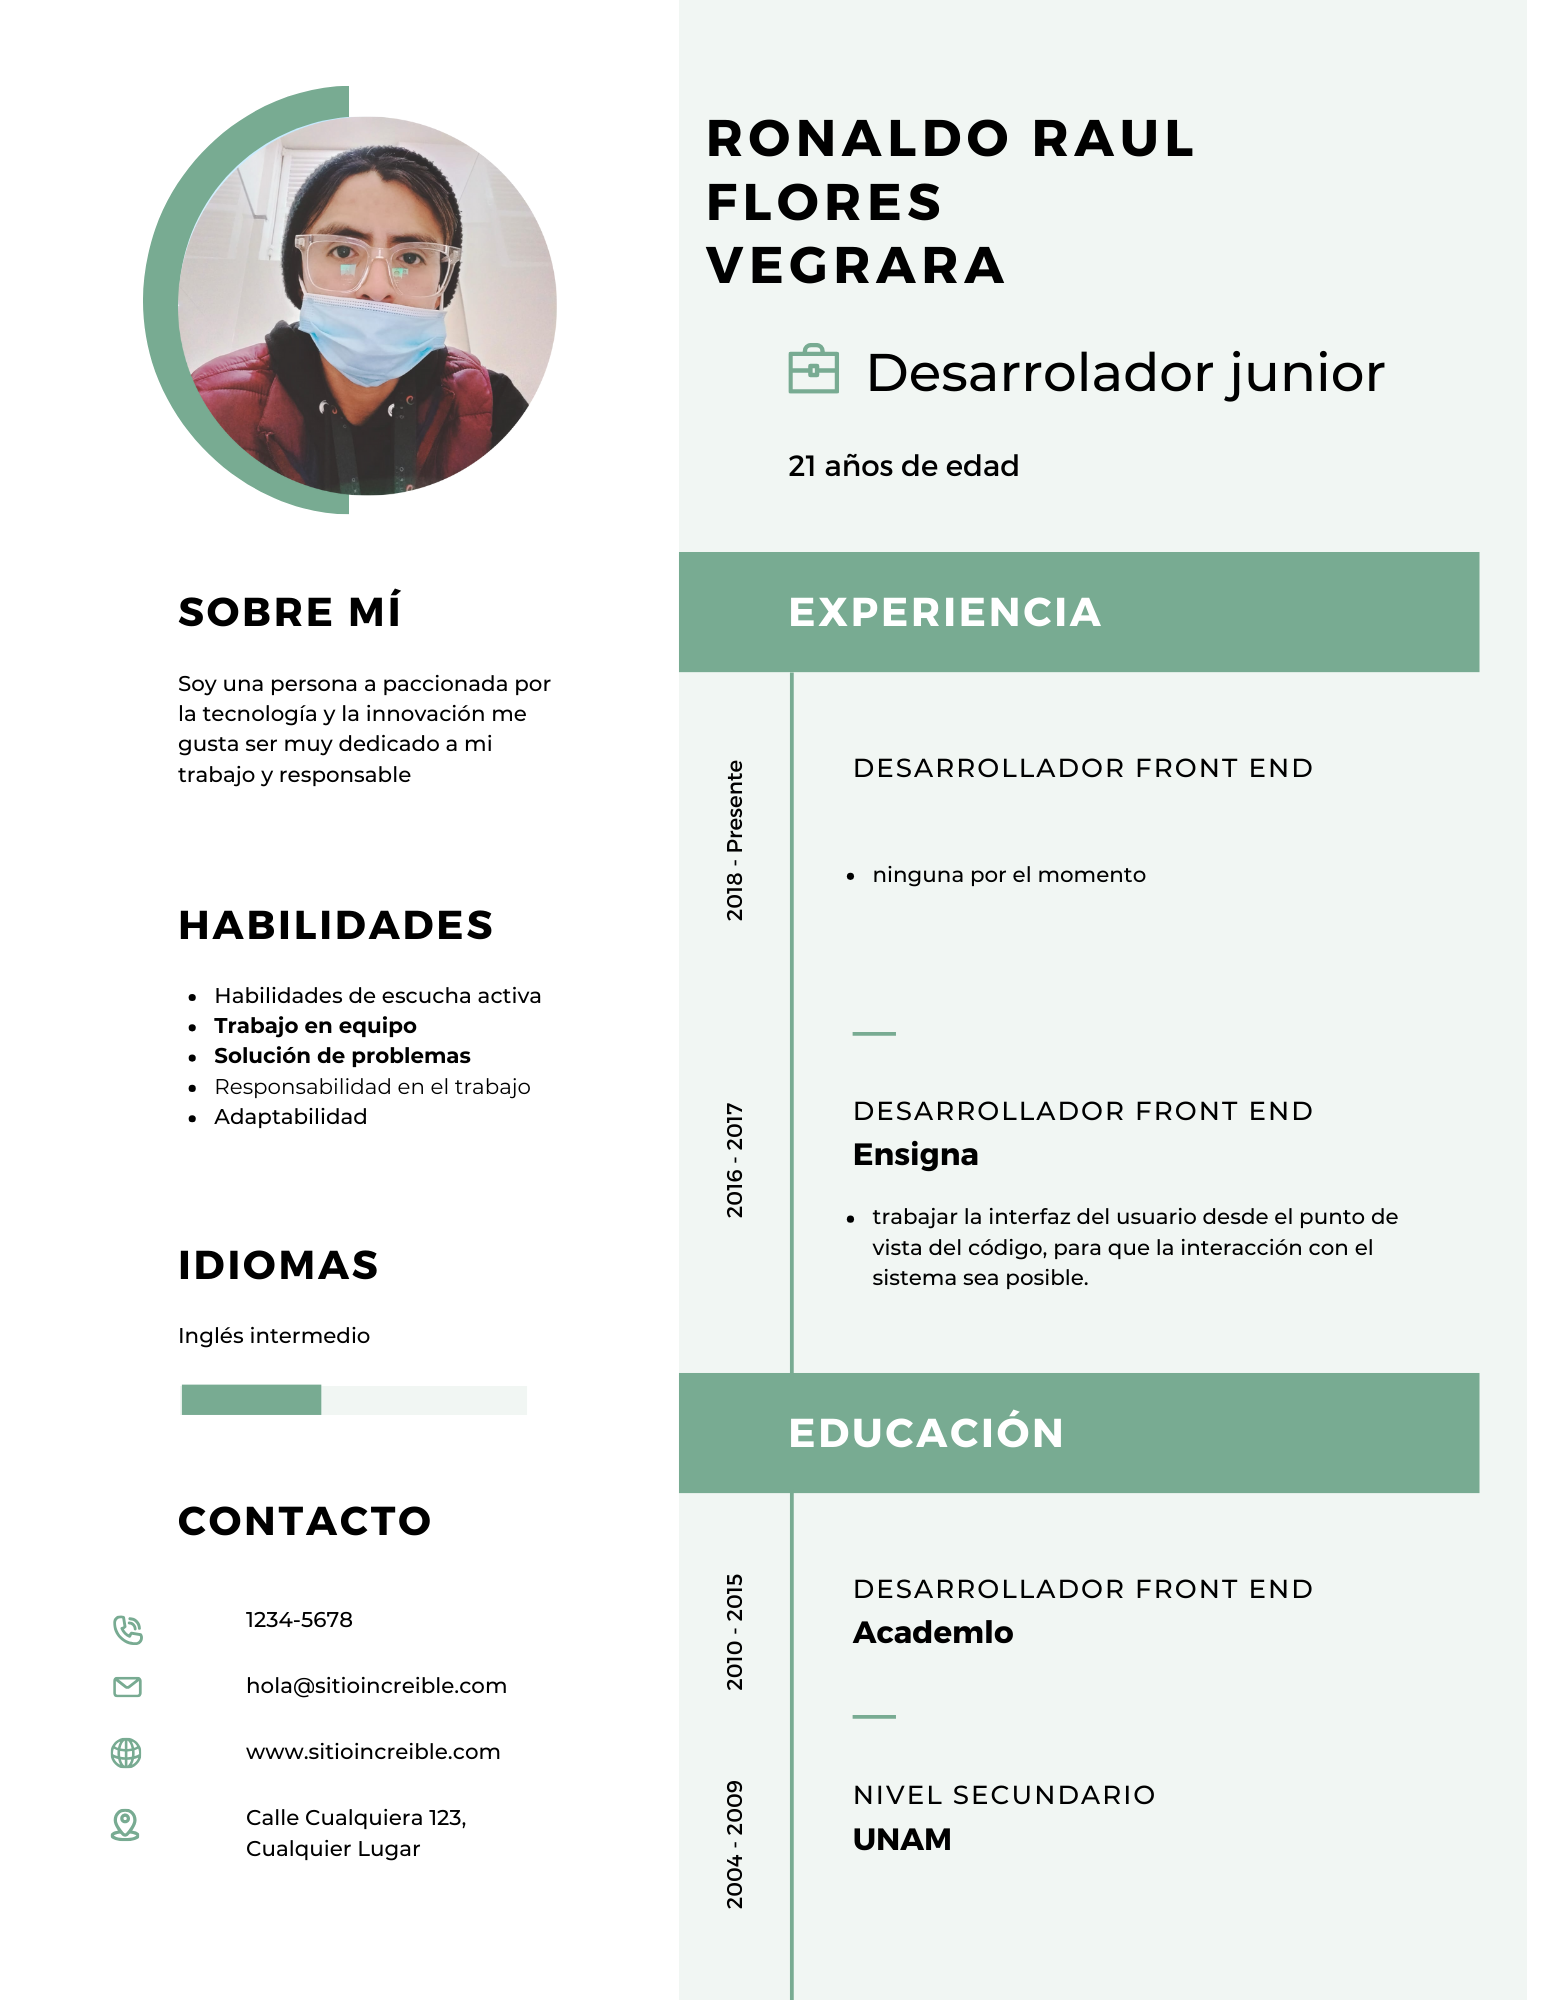 RONALDO RAUL
FLORES
VEGRARA
Desarrolador junior
21 años de edad
SOBRE MÍ
Soy una persona a paccionada por
la tecnología y la innovación me
gusta ser muy dedicado a mi
trabajo y responsable
HABILIDADES
Habilidades de escucha activa
Trabajo en equipo
Solución de problemas
Responsabilidad en el trabajo
Adaptabilidad
IDIOMAS
Inglés intermedio
CONTACTO
1234-5678
hola@sitioincreible.com
www.sitioincreible.com
Calle Cualquiera 123,
Cualquier Lugar
EXPERIENCIA
2018 - Presente
DESARROLLADOR FRONT END
ninguna por el momento
2016 - 2017
DESARROLLADOR FRONT END
Ensigna
trabajar la interfaz del usuario desde el punto de
vista del código, para que la interacción con el
sistema sea posible.
EDUCACIÓN
2010 - 2015
DESARROLLADOR FRONT END
Academlo
2004 - 2009
NIVEL SECUNDARIO
UNAM